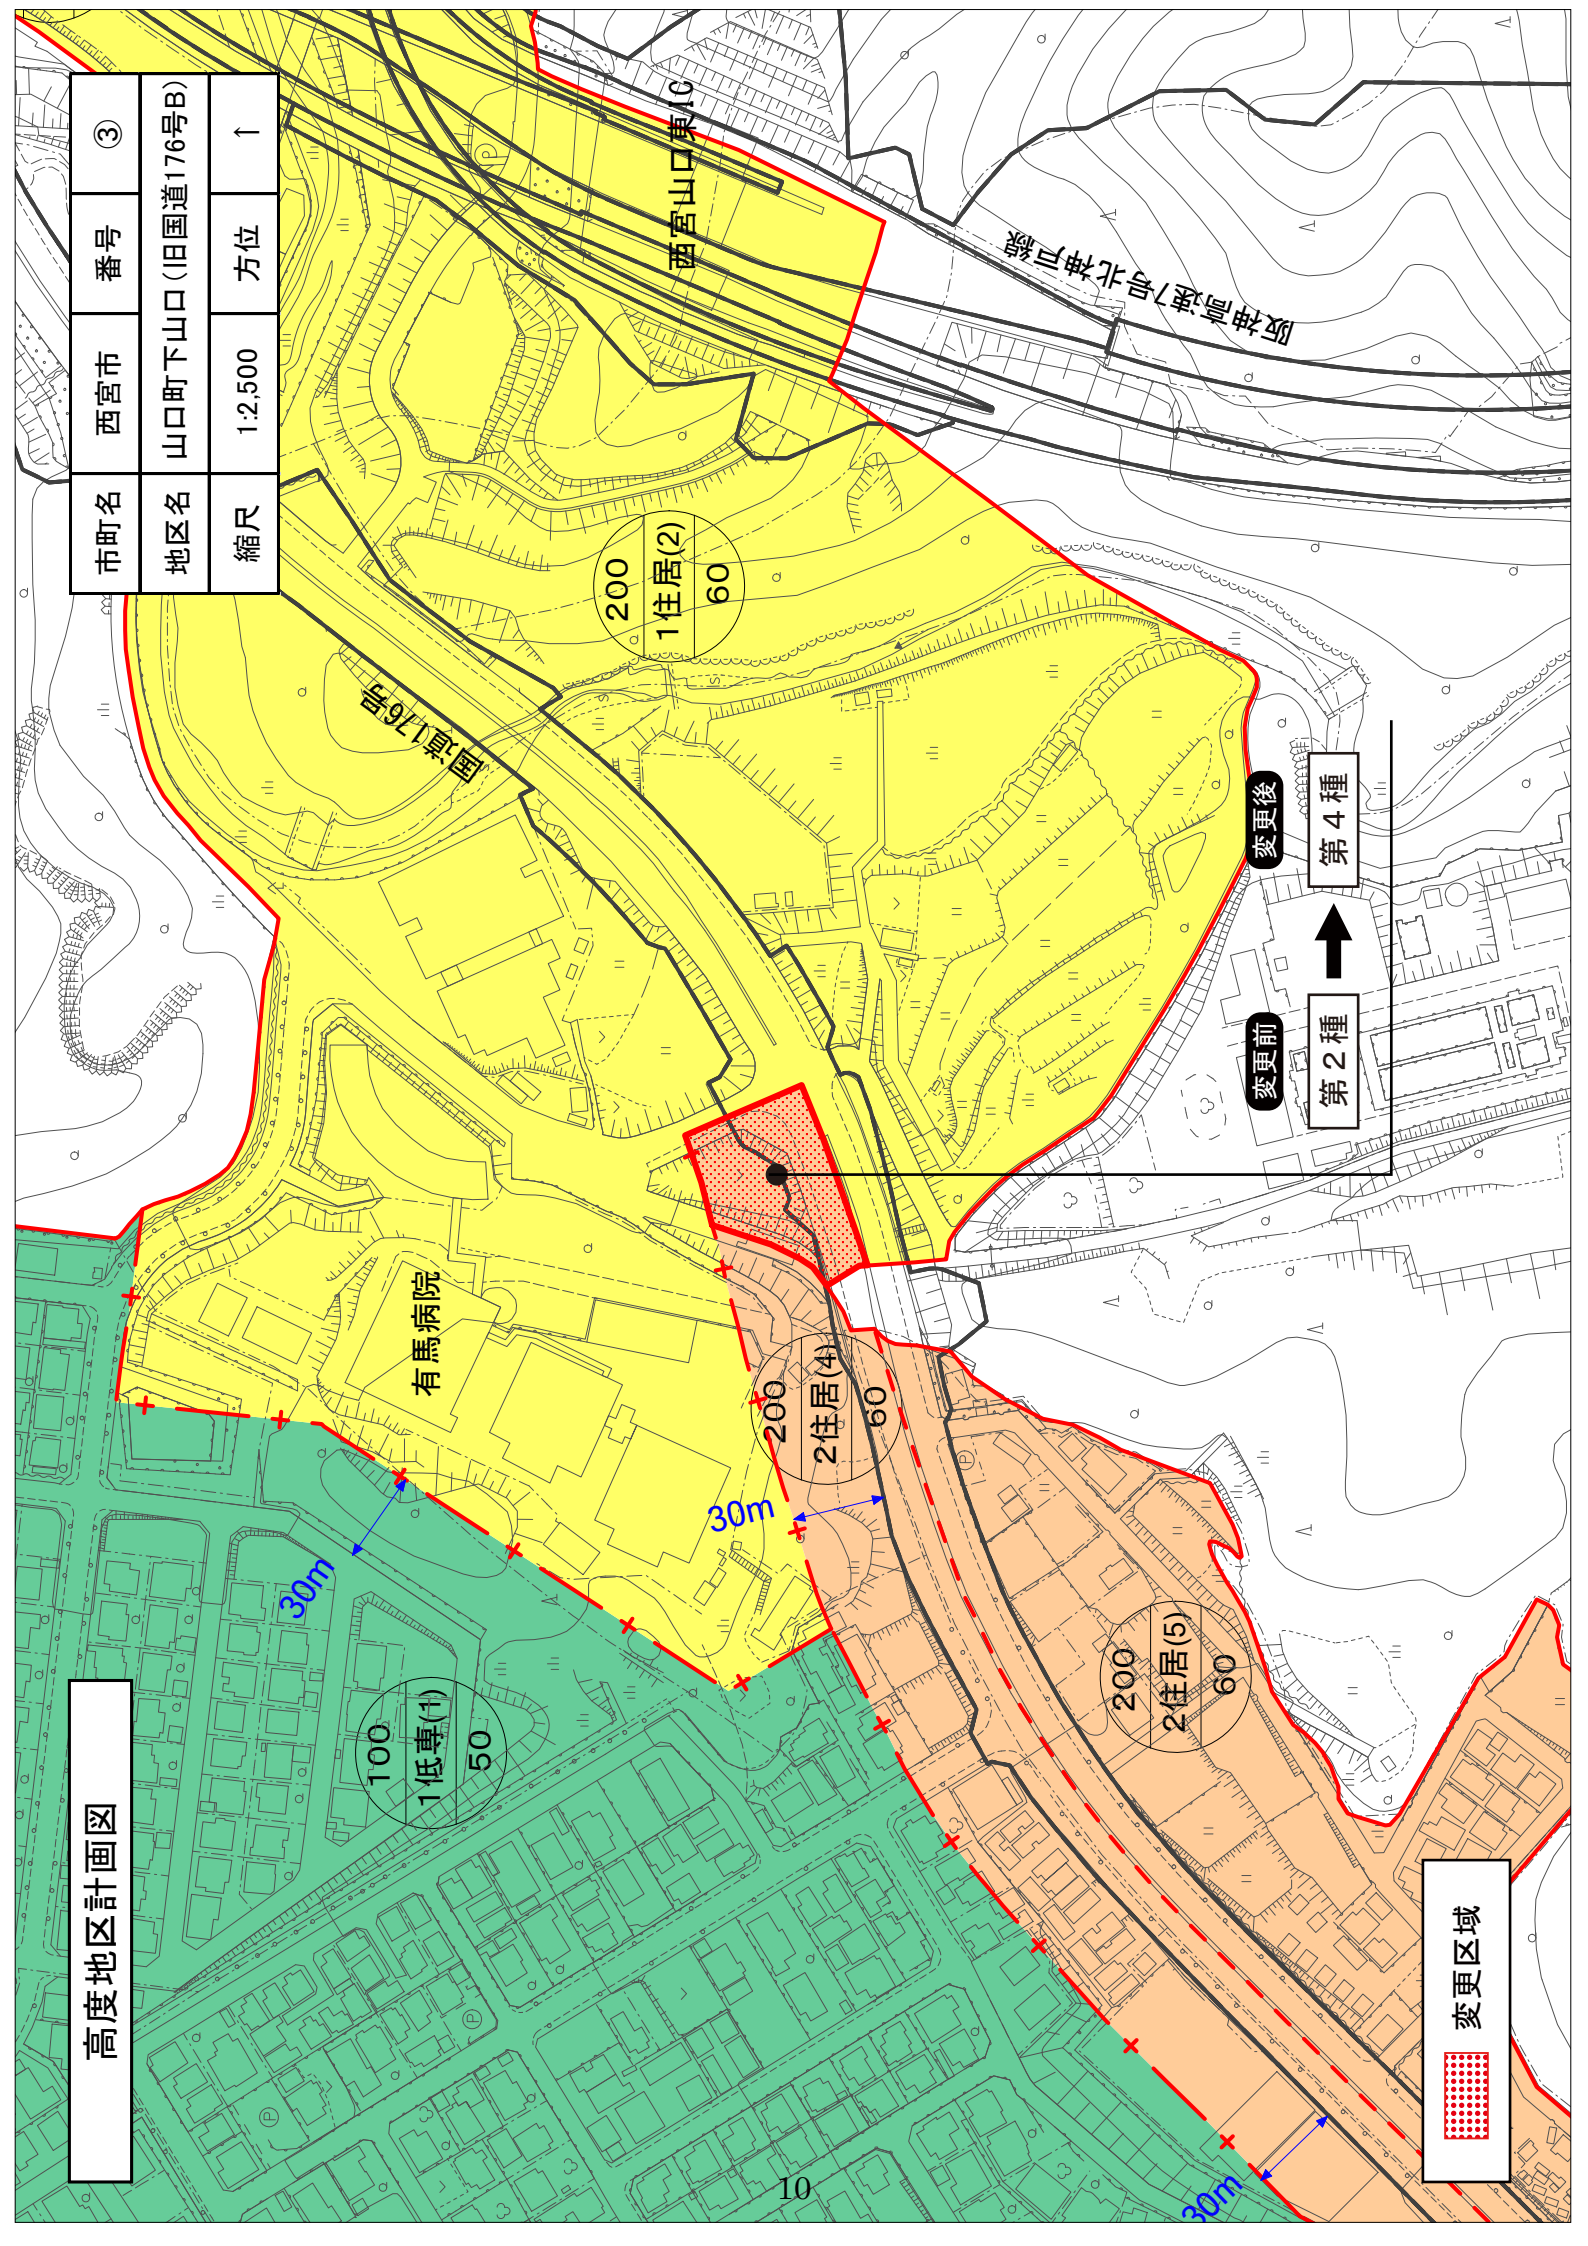 高度地区計画図
市町名 西宮市 番号 ③
地区名 山口町下山口(旧国道176号B)
縮尺 1:2,500 方位 ↑
西宮山口東IC
阪神高速7号北神戸線
国道176号
200
1住居(2)
60
有馬病院
200
2住居(4)
60
30m
30m
100
1低専(1)
50
200
2住居(5)
60
30m
変更前
変更後
第2種
第4種
変更区域
10